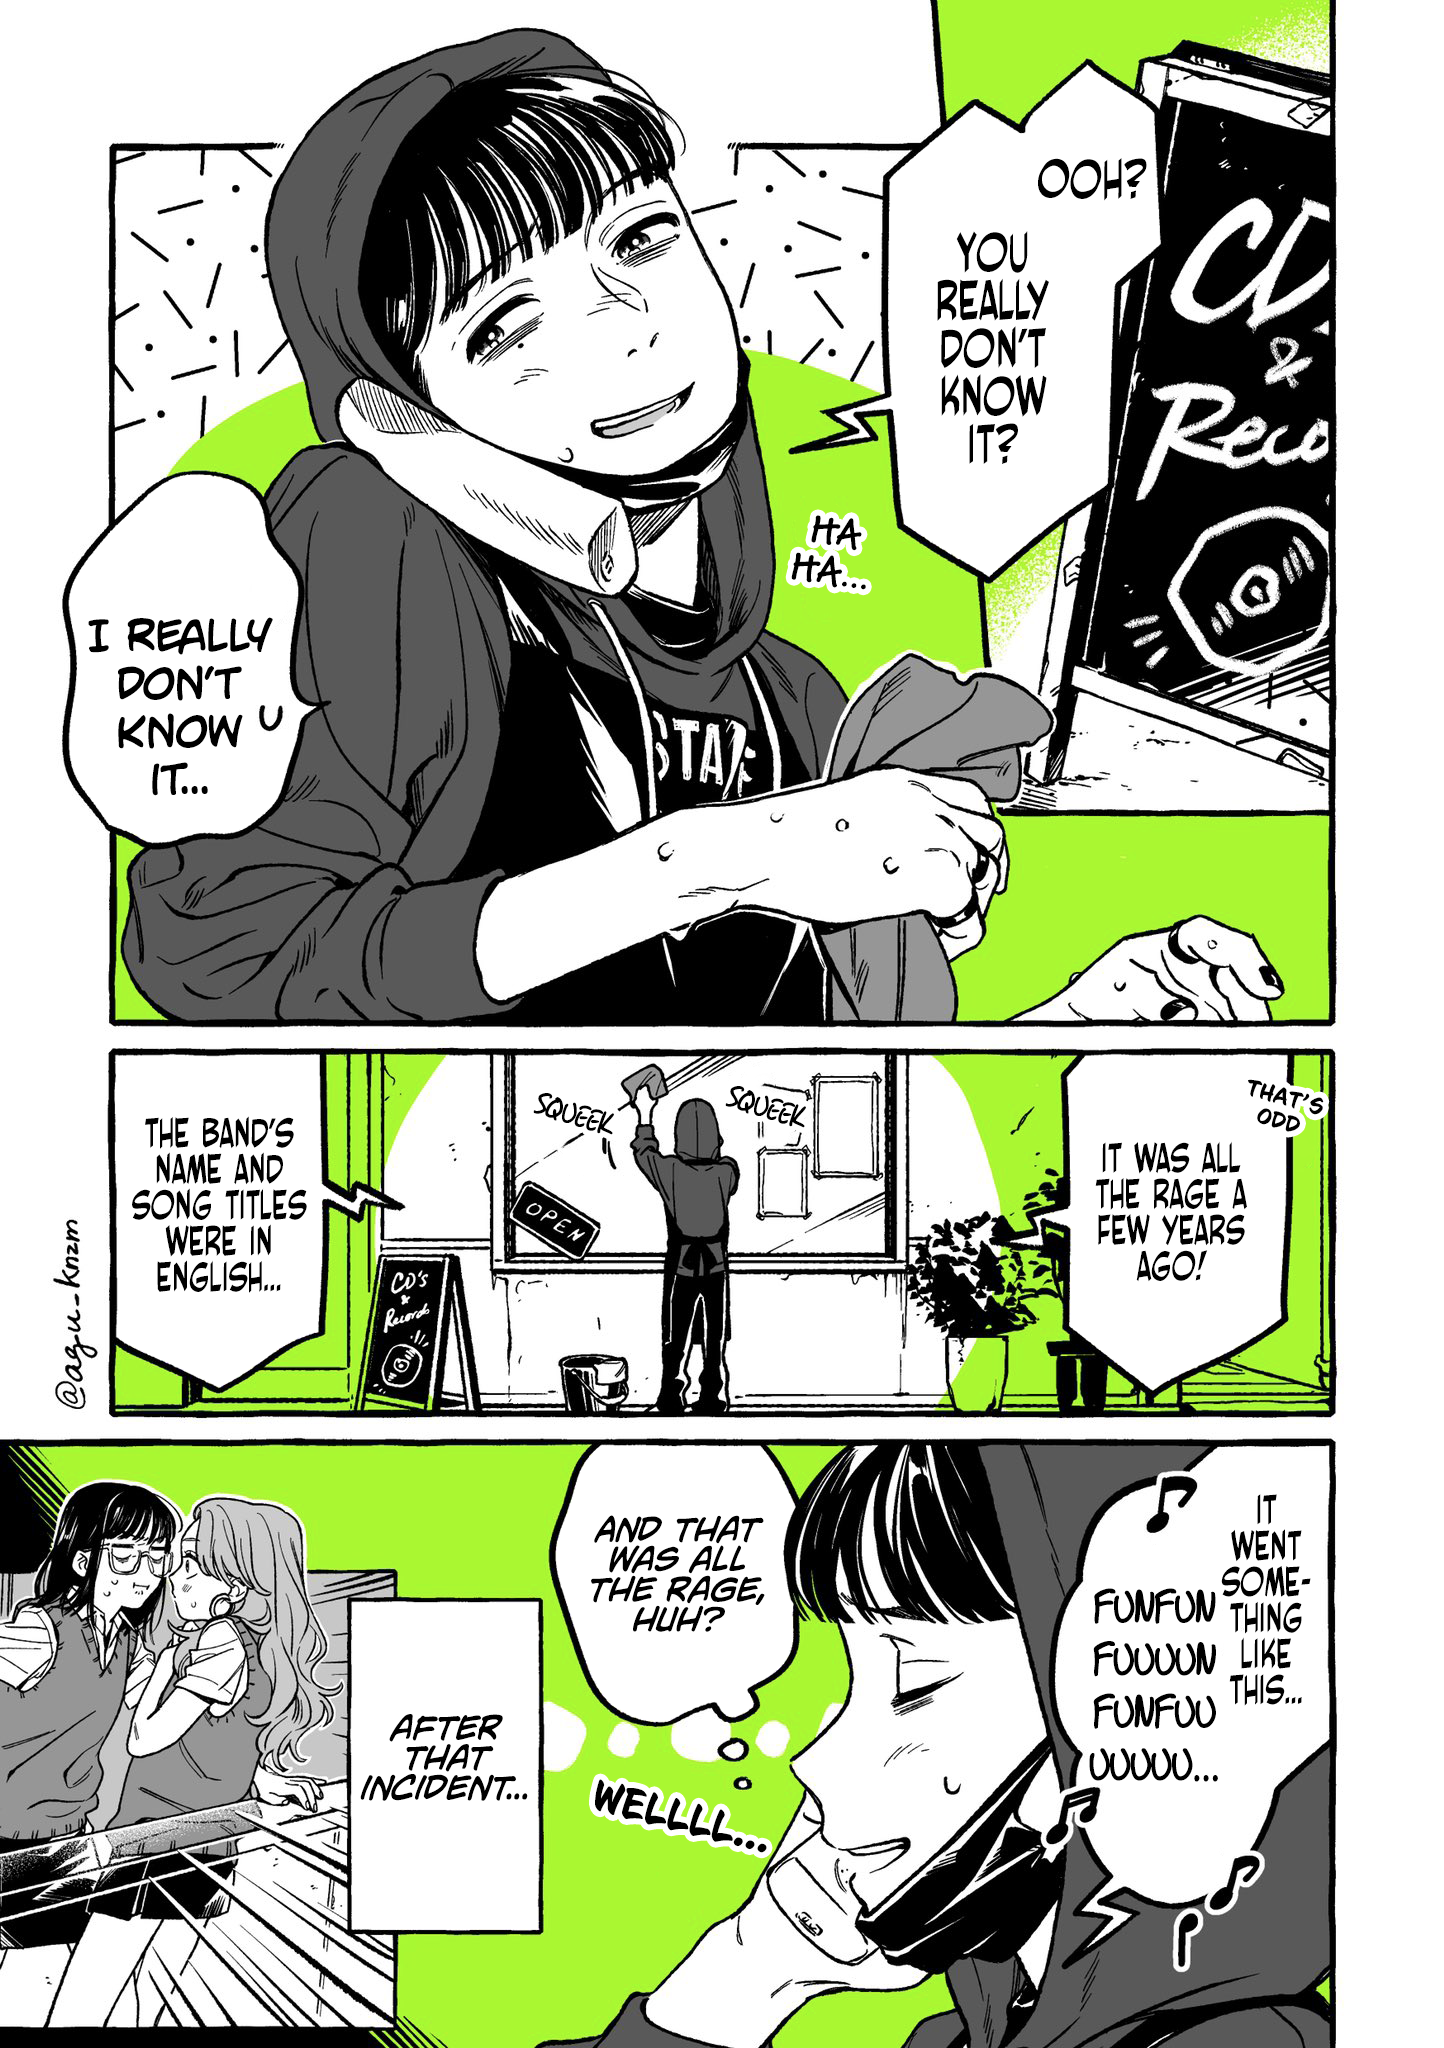 OOH?
YOU
REALLY
DON'T
KNOW
IT?
CD's
&
Reco
HA
HA...
I REALLY
DON'T
KNOW
IT...
STA
THAT'S
ODD
IT WAS ALL
THE RAGE A
FEW YEARS
AGO!
SQUEEK
SQUEEK
OPEN
CD's
&
Records
THE BAND'S
NAME AND
SONG TITLES
WERE IN
ENGLISH...
@agu_knzm
IT
WENT
SOME-
THING
LIKE
THIS...
FUNFUN
FUUUUN
FUNFUU
UUUUU...
AND THAT
WAS ALL
THE RAGE,
HUH?
WELLLL...
AFTER
THAT
INCIDENT...